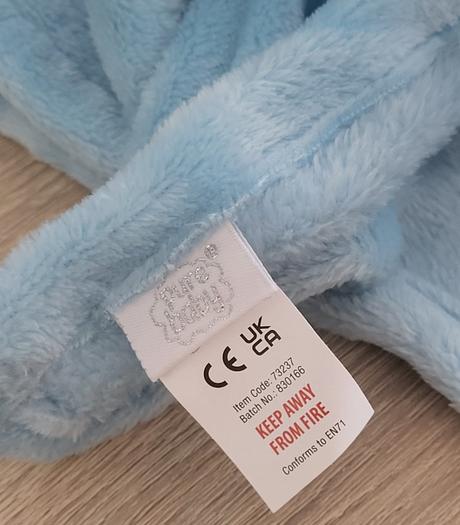 Pure®
baby
CE UK
CA
Item Code: 73237
Batch No.: 830166
KEEP AWAY
FROM FIRE
Conforms to EN71